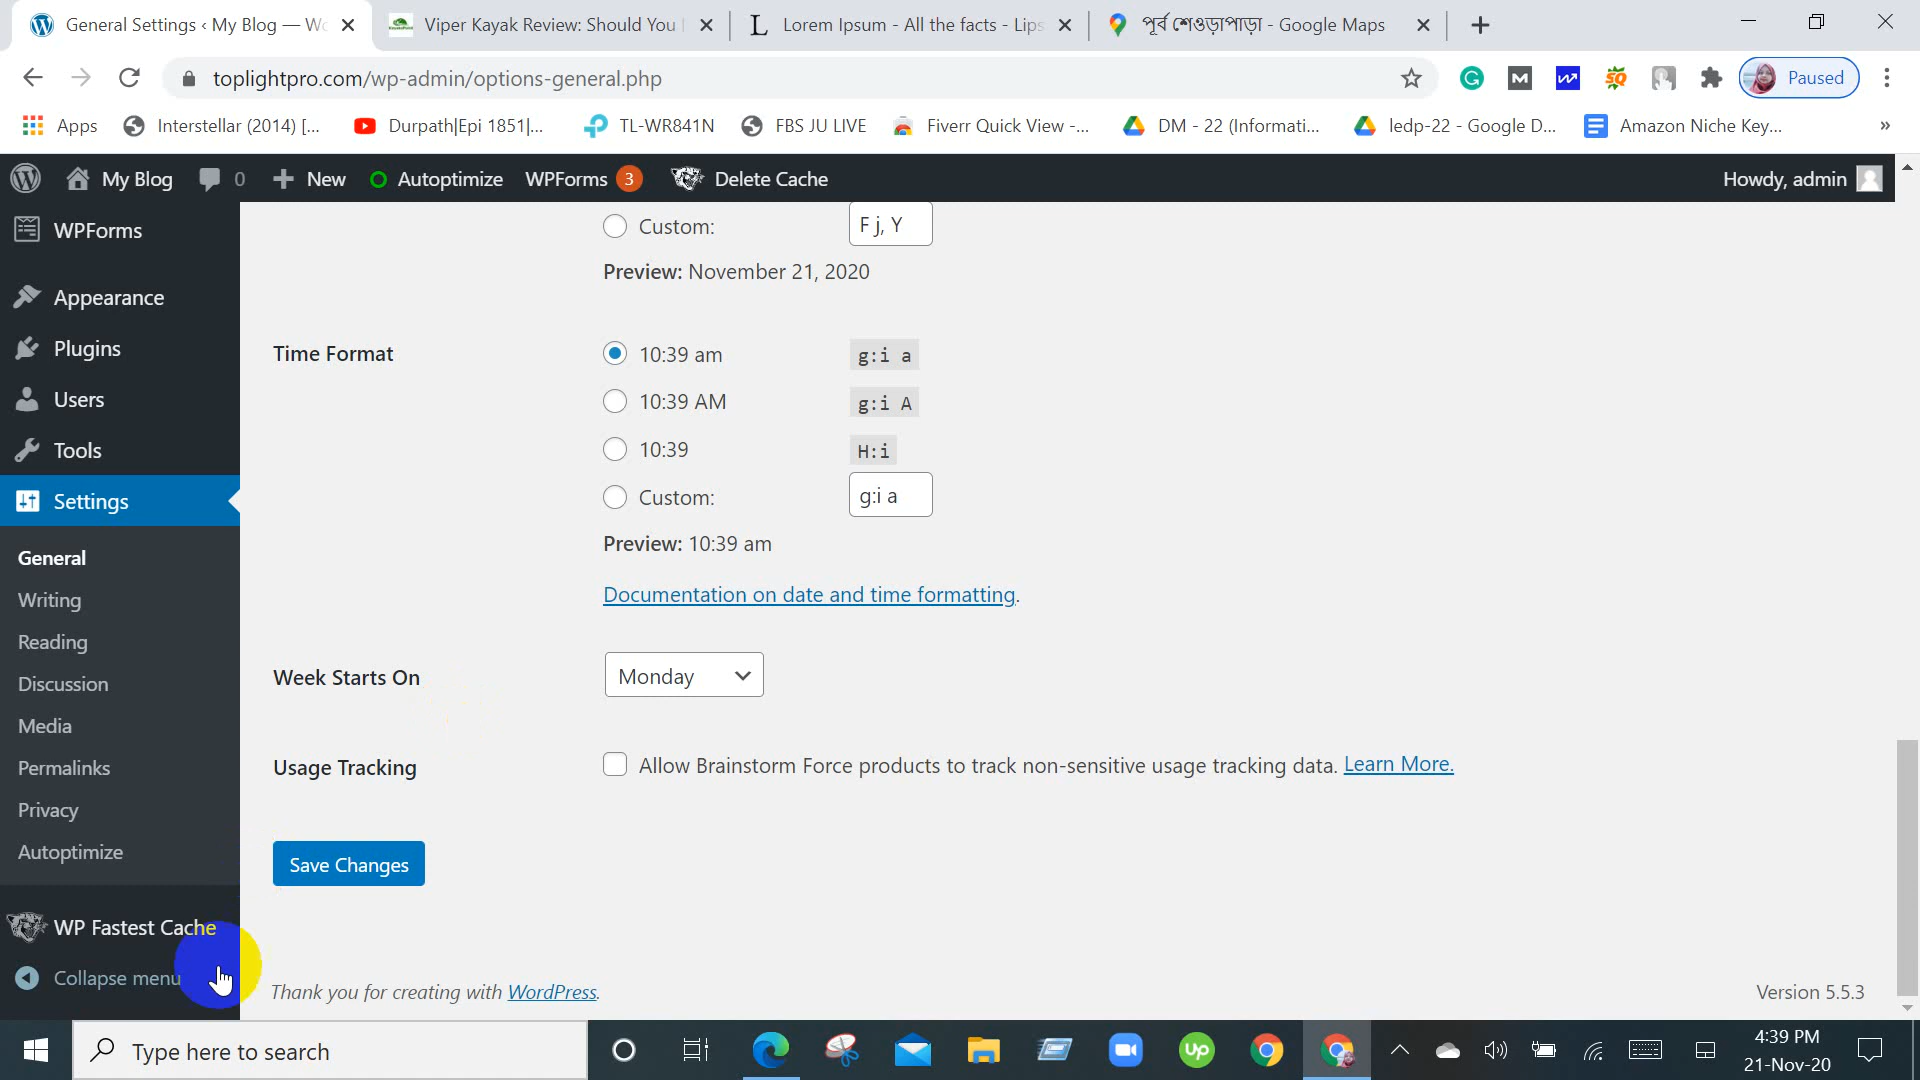 General Settings ‹ My Blog — Wo
Viper Kayak Review: Should You
Lorem Ipsum - All the facts - Lips
পূর্ব শেওড়াপাড়া - Google Maps
toplightpro.com/wp-admin/options-general.php
Paused
Apps
Interstellar (2014) [...
Durpath|Epi 1851|...
TL-WR841N
FBS JU LIVE
Fiverr Quick View -...
DM - 22 (Informati...
ledp-22 - Google D...
Amazon Niche Key...
»
My Blog
0
New
Autoptimize
WPForms 3
Delete Cache
Howdy, admin
WPForms
Appearance
Plugins
Users
Tools
Settings
General
Writing
Reading
Discussion
Media
Permalinks
Privacy
Autoptimize
WP Fastest Cache
Collapse menu
Custom: F j, Y
Preview: November 21, 2020
Time Format
10:39 am g:i a
10:39 AM g:i A
10:39 H:i
Custom: g:i a
Preview: 10:39 am
Documentation on date and time formatting.
Week Starts On Monday
Usage Tracking
Allow Brainstorm Force products to track non-sensitive usage tracking data. Learn More.
Save Changes
Thank you for creating with WordPress.
Version 5.5.3
Type here to search
up
4:39 PM
21-Nov-20